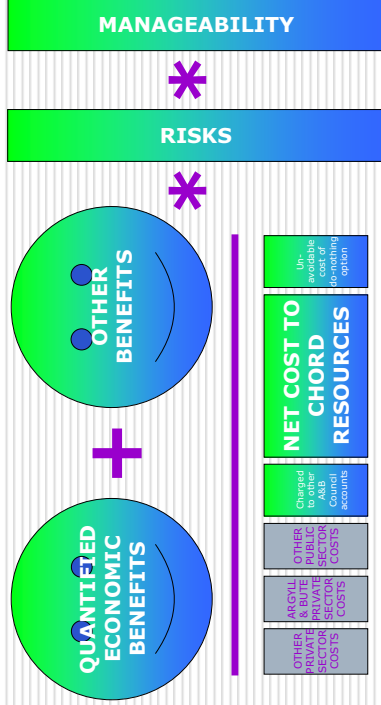 MANAGEABILITY
*
RISKS
*
OTHER
BENEFITS
+
QUANTIFIED
ECONOMIC
BENEFITS
Un-
avoidable
cost of
do-nothing
option
NET COST TO
CHORD
RESOURCES
Charged
to other
A&B
Council
accounts
OTHER
PUBLIC
SECTOR
COSTS
ARGYLL
& BUTE
PRIVATE
SECTOR
COSTS
OTHER
PRIVATE
SECTOR
COSTS